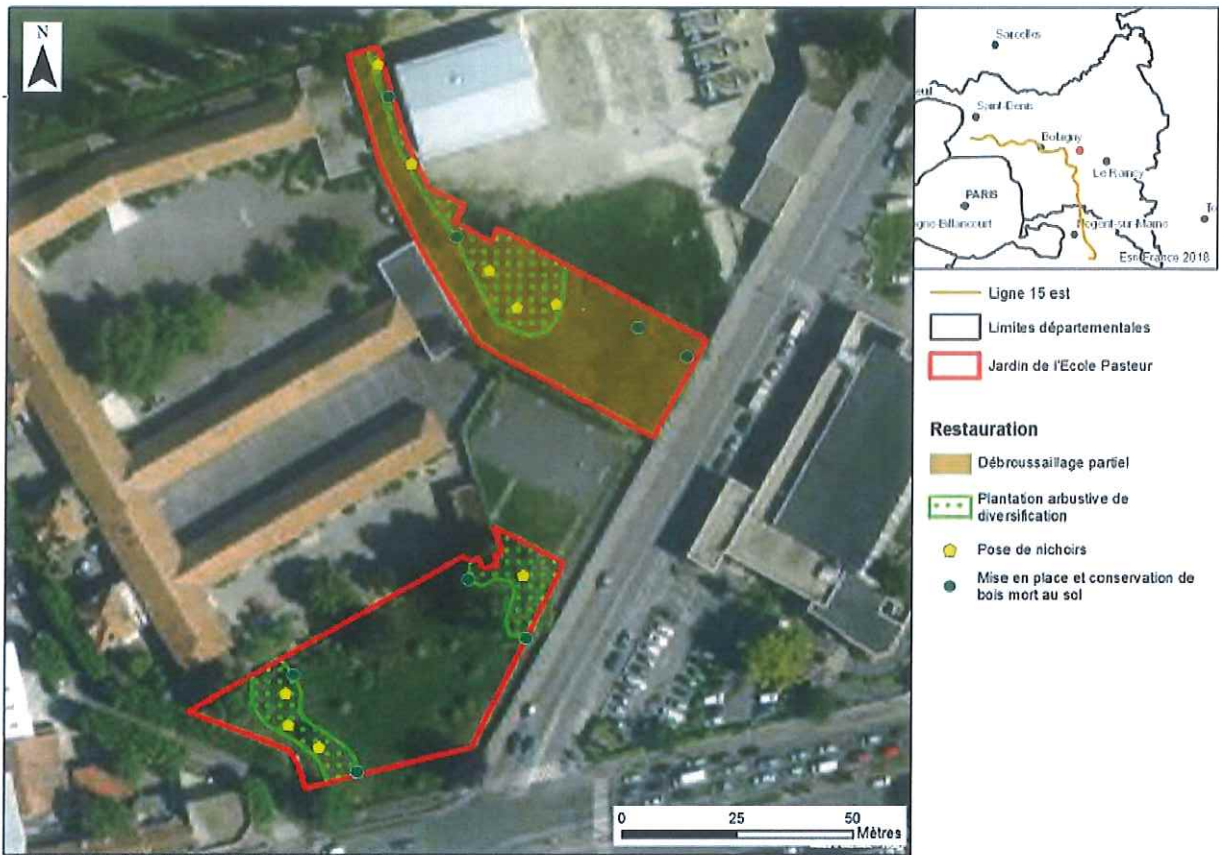 N
Sarcelles
Saint-Denis
Bobigny
Le Raincy
PARIS
Nogent-sur-Marne
Esri France 2018
Ligne 15 est
Limites départementales
Jardin de l'Ecole Pasteur
Restauration
Débroussaillage partiel
Plantation arbustive de
diversification
Pose de nichoirs
Mise en place et conservation de
bois mort au sol
0 25 50
Mètres